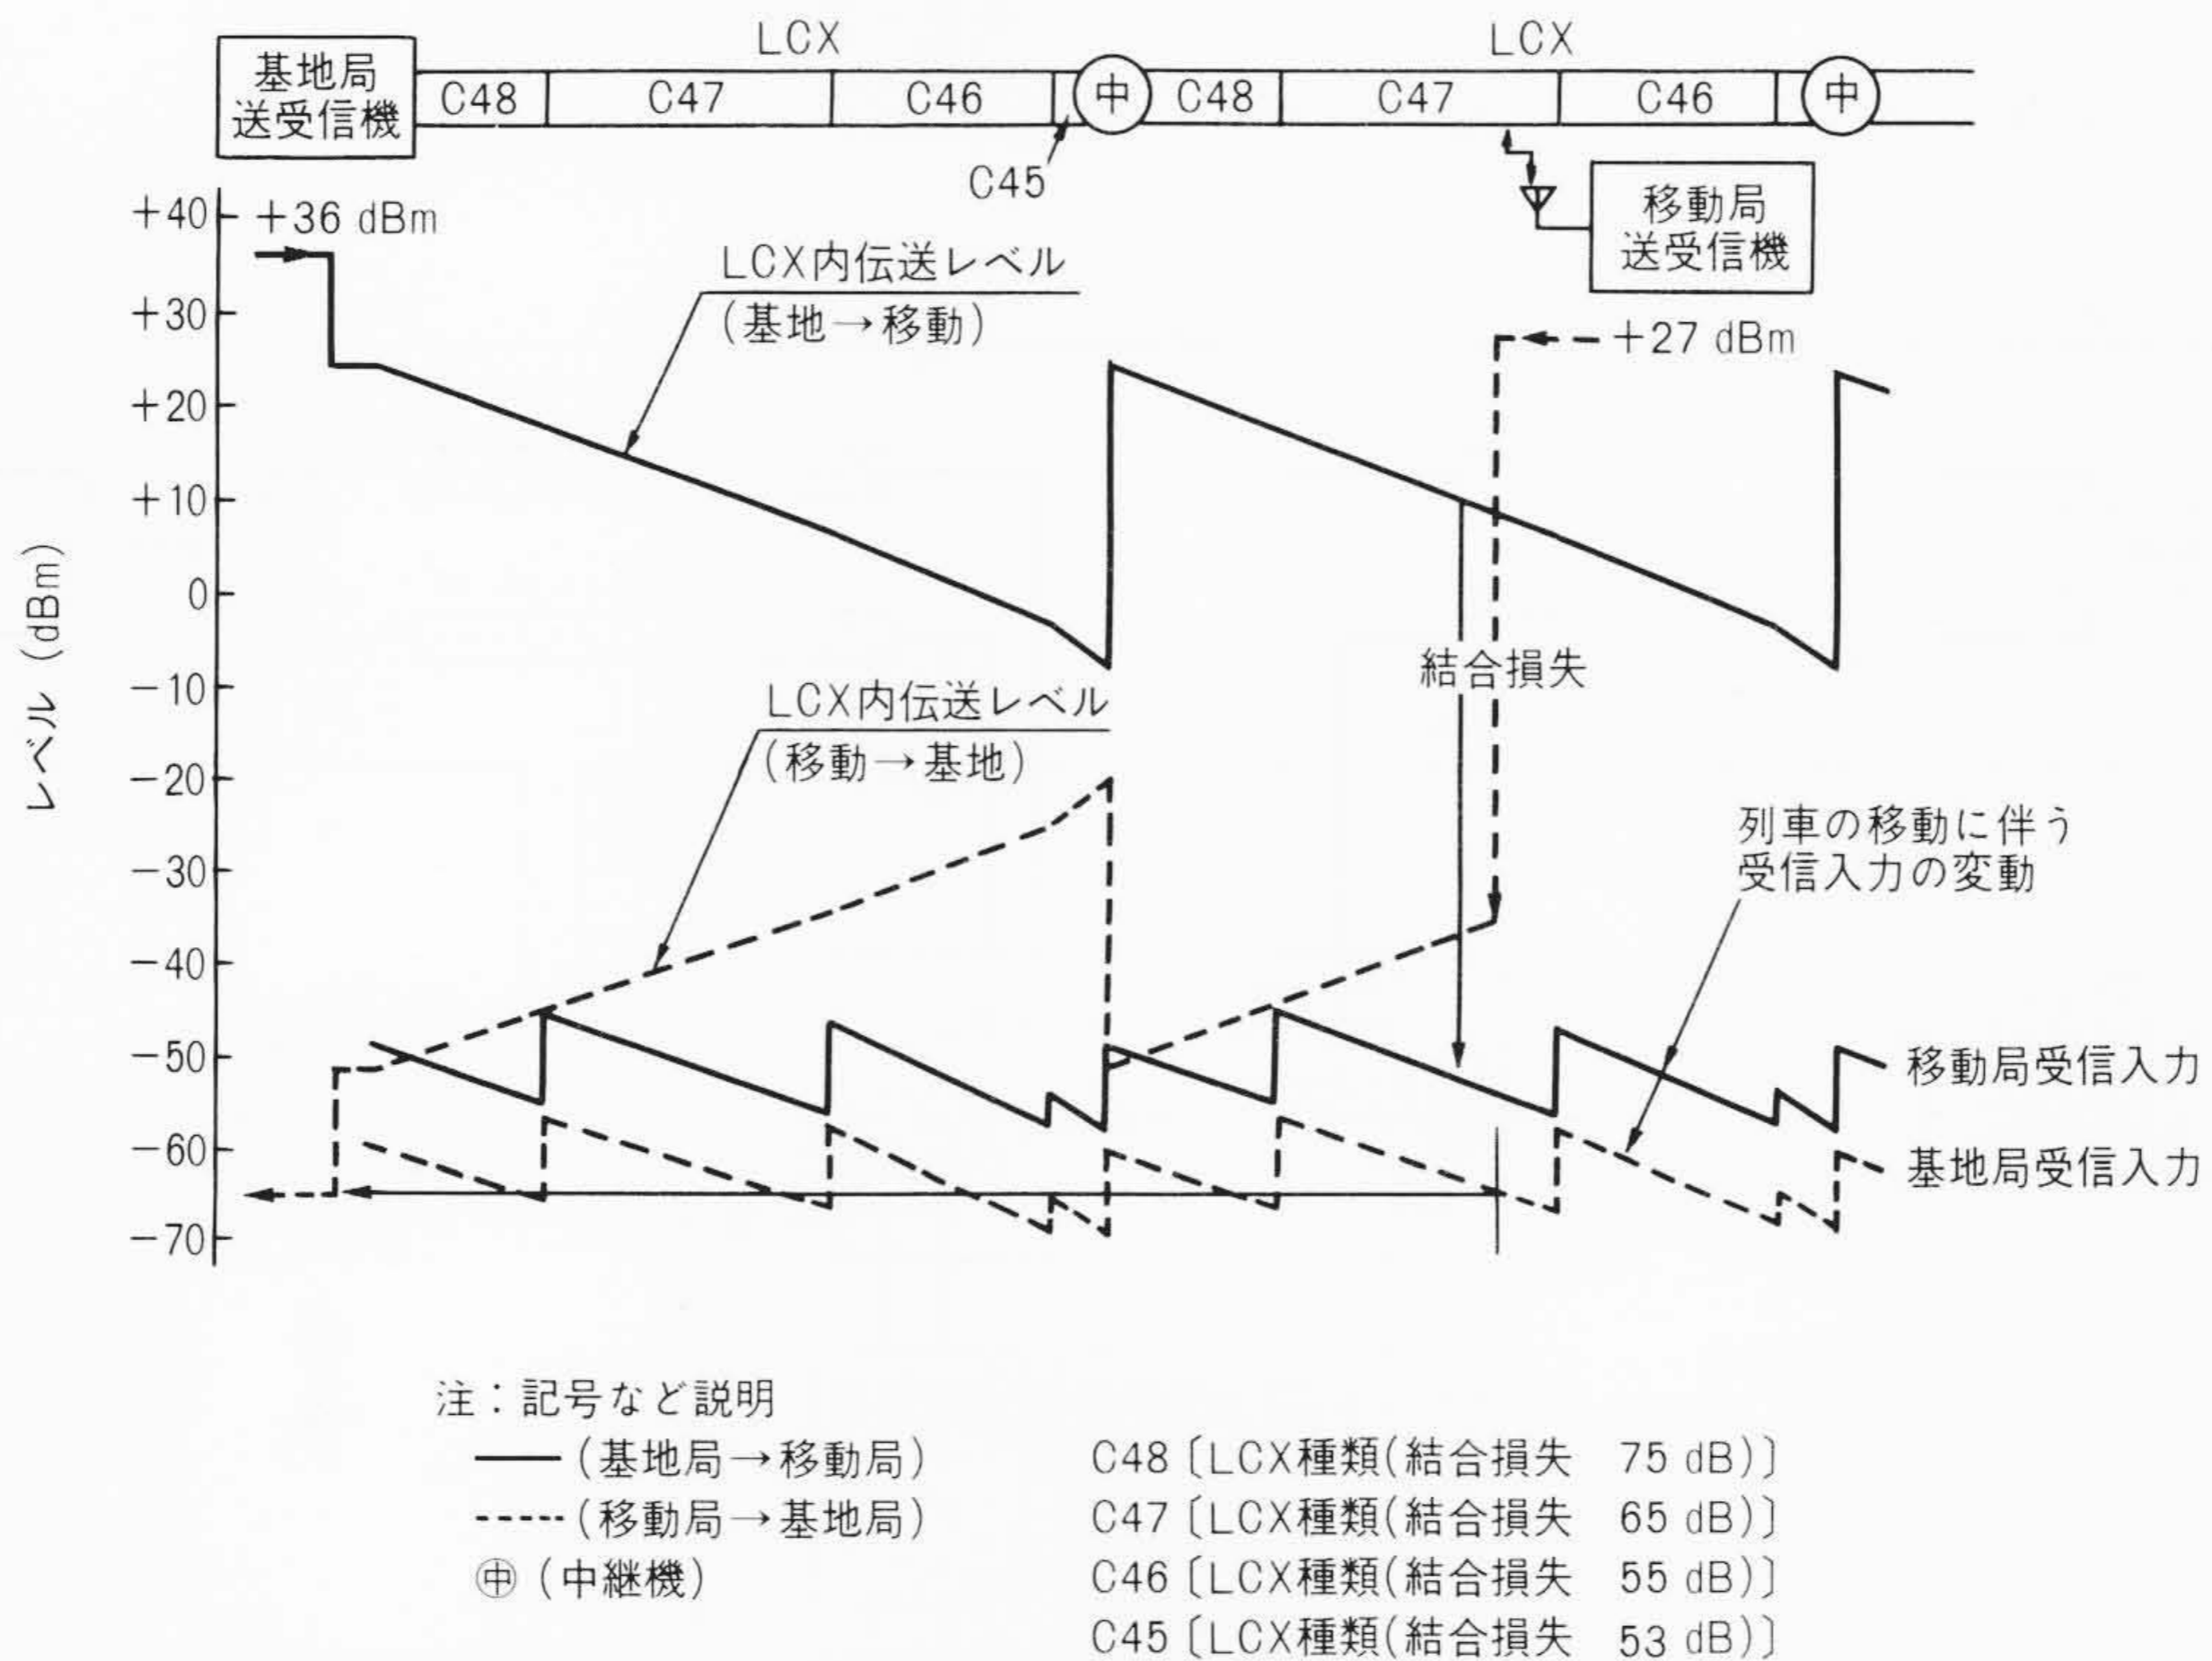 LCX
LCX
基地局
送受信機
C48
C47
C46
中
C48
C47
C46
中
C45
移動局
送受信機
+40
+36 dBm
LCX内伝送レベル
(基地→移動)
+30
+27 dBm
+20
+10
0
レベル (dBm)
結合損失
−10
LCX内伝送レベル
(移動→基地)
−20
列車の移動に伴う
受信入力の変動
−30
−40
−50
移動局受信入力
−60
基地局受信入力
−70
注：記号など説明
(基地局→移動局)
(移動局→基地局)
㊥ (中継機)
C48〔LCX種類(結合損失 75 dB)〕
C47〔LCX種類(結合損失 65 dB)〕
C46〔LCX種類(結合損失 55 dB)〕
C45〔LCX種類(結合損失 53 dB)〕